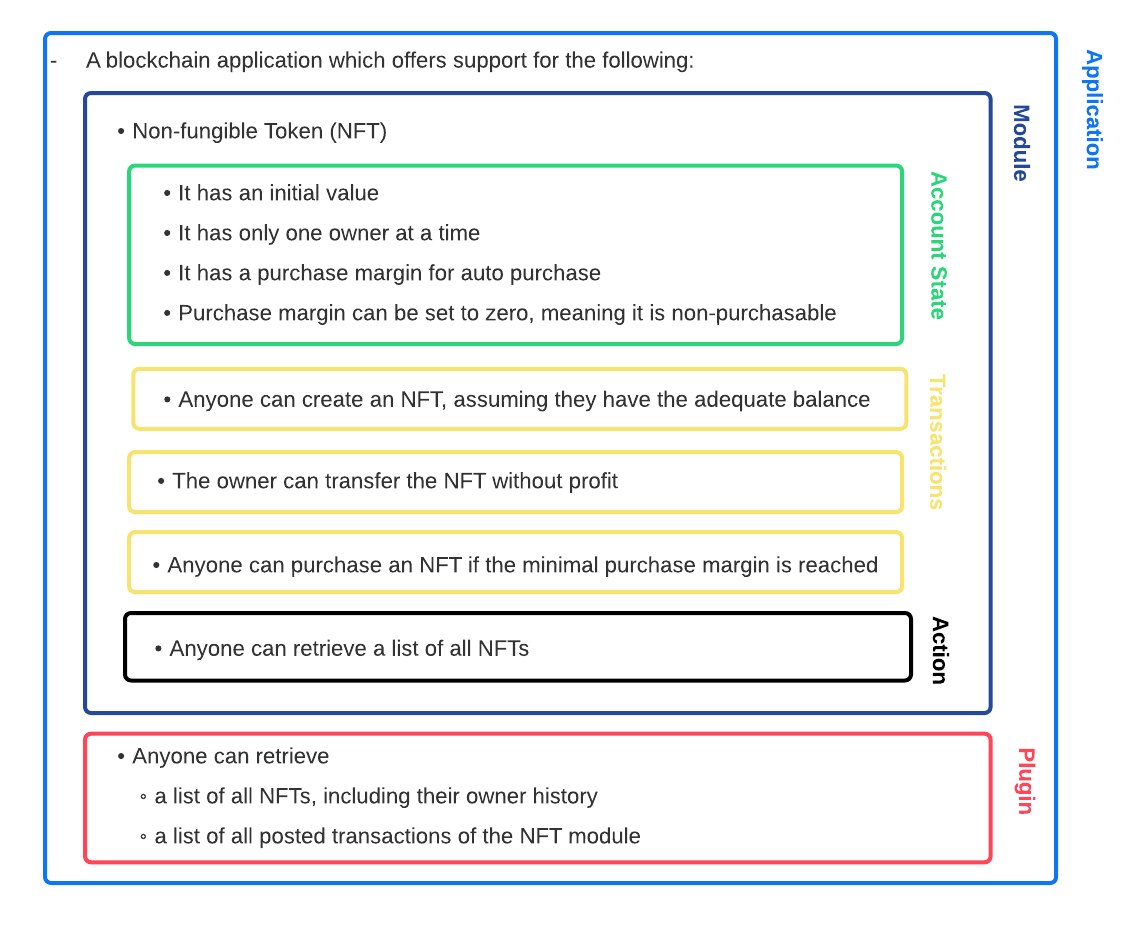 - A blockchain application which offers support for the following:
• Non-fungible Token (NFT)
• It has an initial value
• It has only one owner at a time
• It has a purchase margin for auto purchase
• Purchase margin can be set to zero, meaning it is non-purchasable
Account State
• Anyone can create an NFT, assuming they have the adequate balance
• The owner can transfer the NFT without profit
• Anyone can purchase an NFT if the minimal purchase margin is reached
Transactions
• Anyone can retrieve a list of all NFTs
Action
Module
• Anyone can retrieve
◦ a list of all NFTs, including their owner history
◦ a list of all posted transactions of the NFT module
Plugin
Application